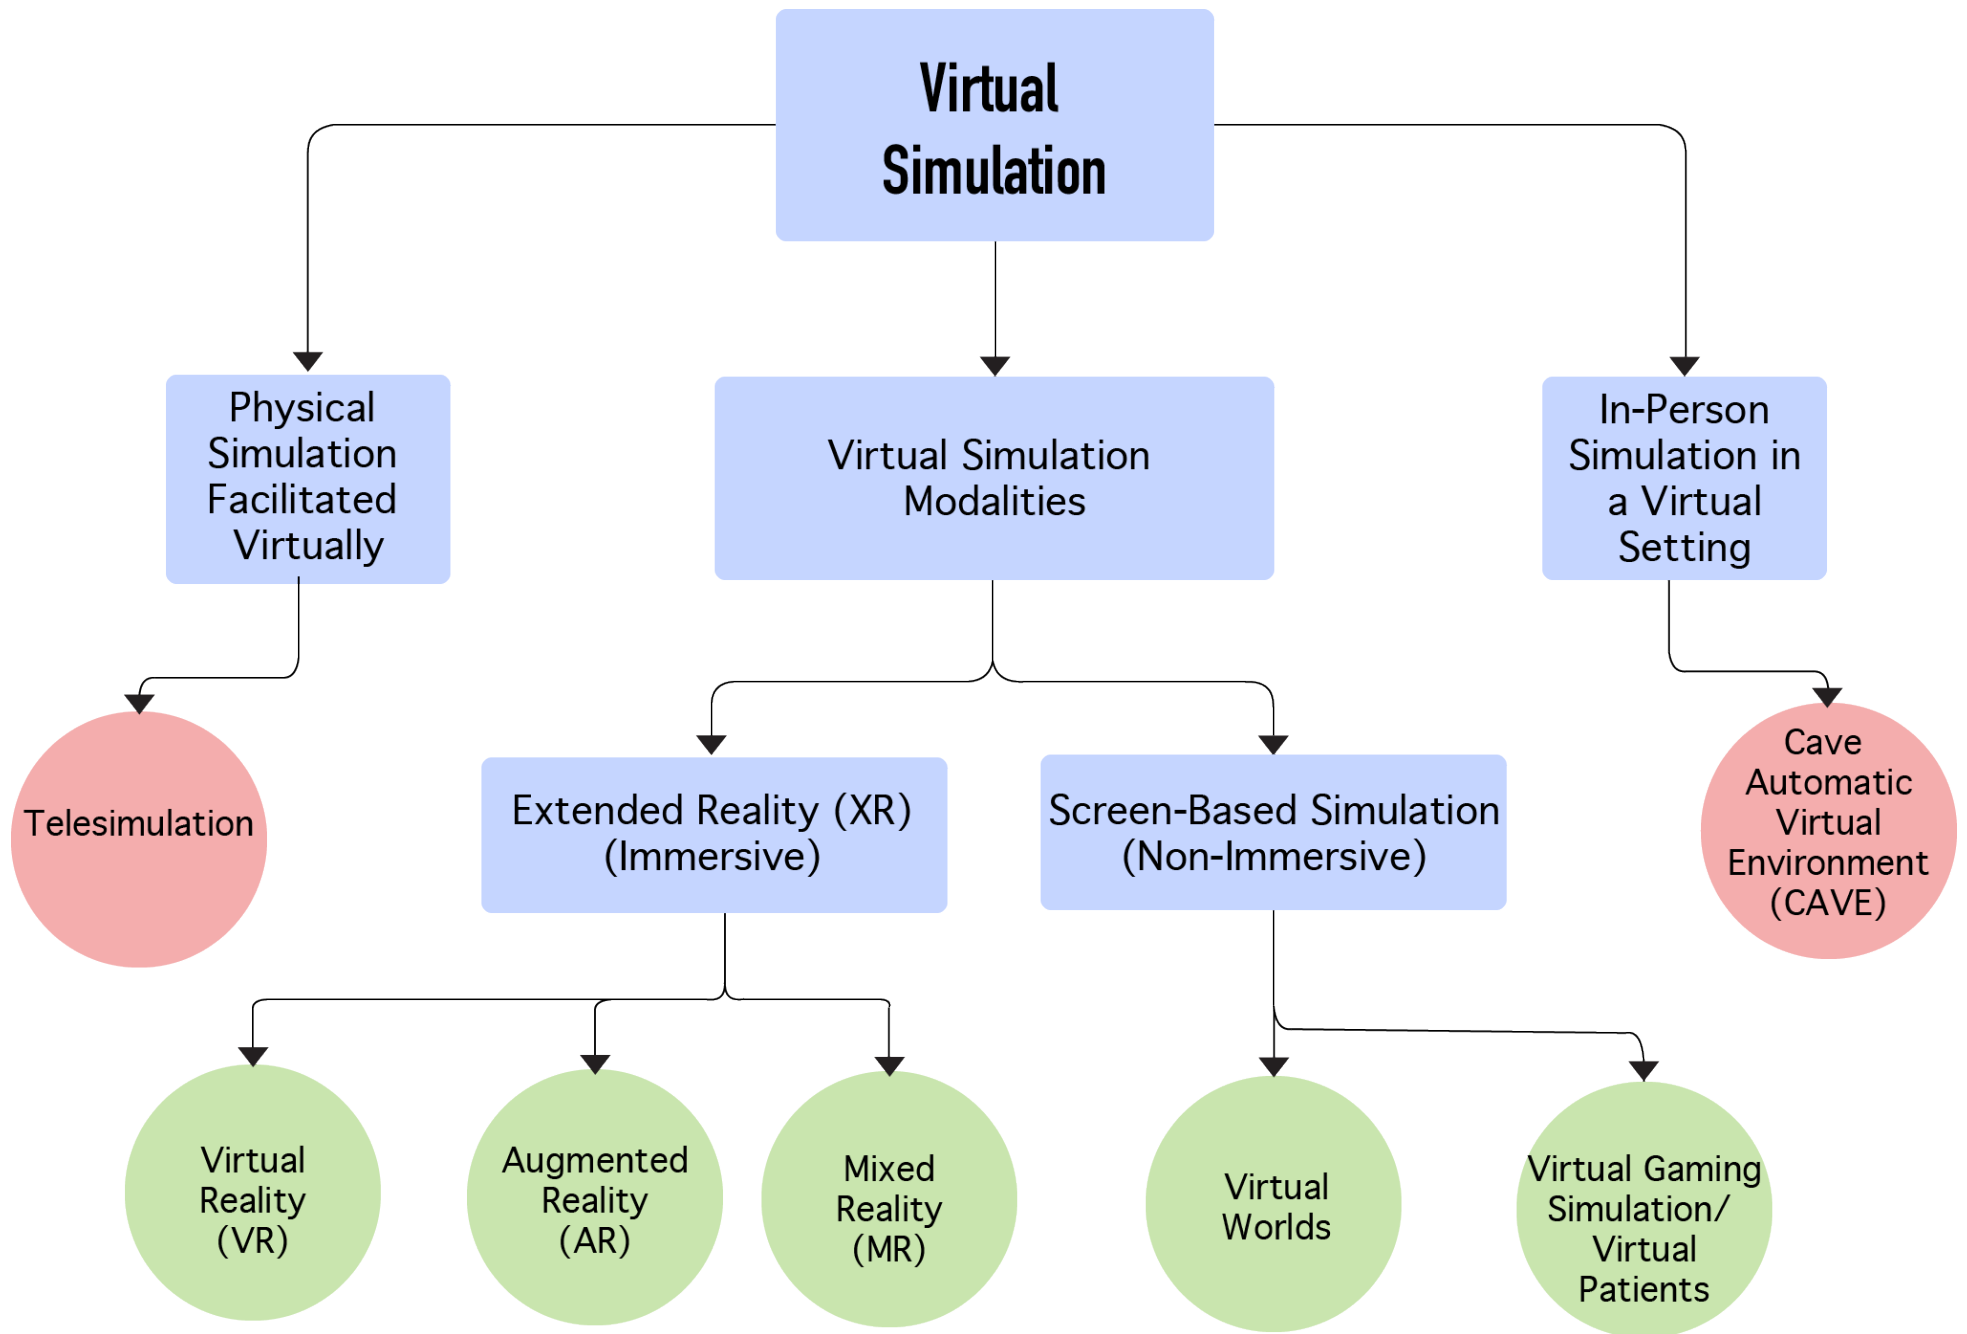 Virtual
Simulation
Physical
Simulation
Facilitated
Virtually
Virtual Simulation
Modalities
In-Person
Simulation in
a Virtual
Setting
Telesimulation
Extended Reality (XR)
(Immersive)
Screen-Based Simulation
(Non-Immersive)
Cave
Automatic
Virtual
Environment
(CAVE)
Virtual
Reality
(VR)
Augmented
Reality
(AR)
Mixed
Reality
(MR)
Virtual
Worlds
Virtual Gaming
Simulation/
Virtual
Patients